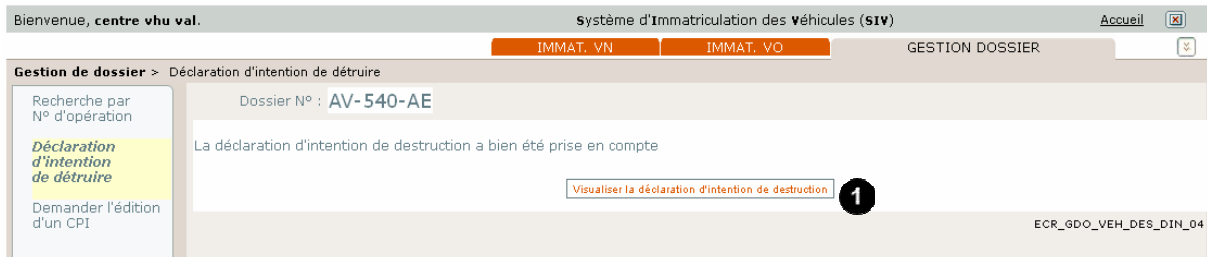 Bienvenue, centre vhu val.
Système d'Immatriculation des Véhicules (SIV)
Accueil
IMMAT. VN
IMMAT. VO
GESTION DOSSIER
Gestion de dossier > Déclaration d'intention de détruire
Recherche par
N° d'opération
Déclaration
d'intention
de détruire
Demander l'édition
d'un CPI
Dossier N° : AV-540-AE
La déclaration d'intention de destruction a bien été prise en compte
Visualiser la déclaration d'intention de destruction
1
ECR_GDO_VEH_DES_DIN_04